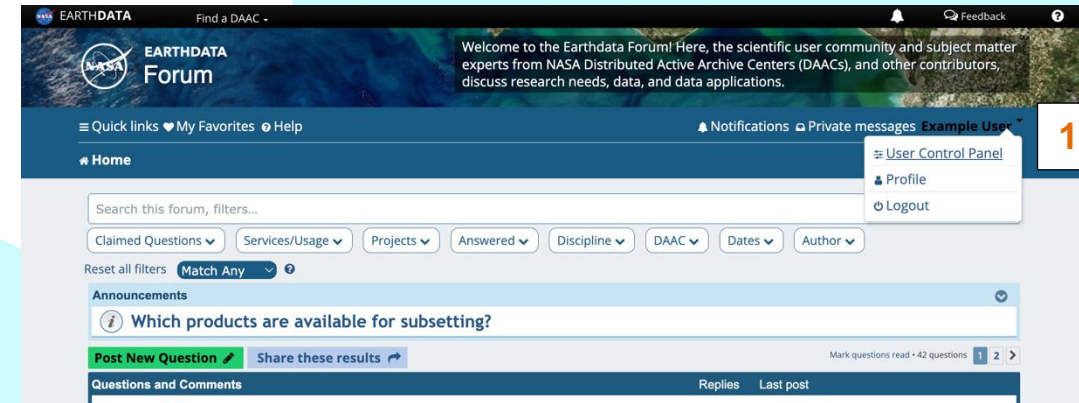 EARTHDATA Find a DAAC Feedback
NASA EARTHDATA
Forum
Welcome to the Earthdata Forum! Here, the scientific user community and subject matter
experts from NASA Distributed Active Archive Centers (DAACs), and other contributors,
discuss research needs, data, and data applications.
Quick links My Favorites Help Notifications Private messages Example User
1
Home
User Control Panel
Profile
Logout
Search this forum, filters...
Claimed Questions Services/Usage Projects Answered Discipline DAAC Dates Author
Reset all filters Match Any
Announcements
Which products are available for subsetting?
Post New Question Share these results Mark questions read • 42 questions 1 2
Questions and Comments Replies Last post